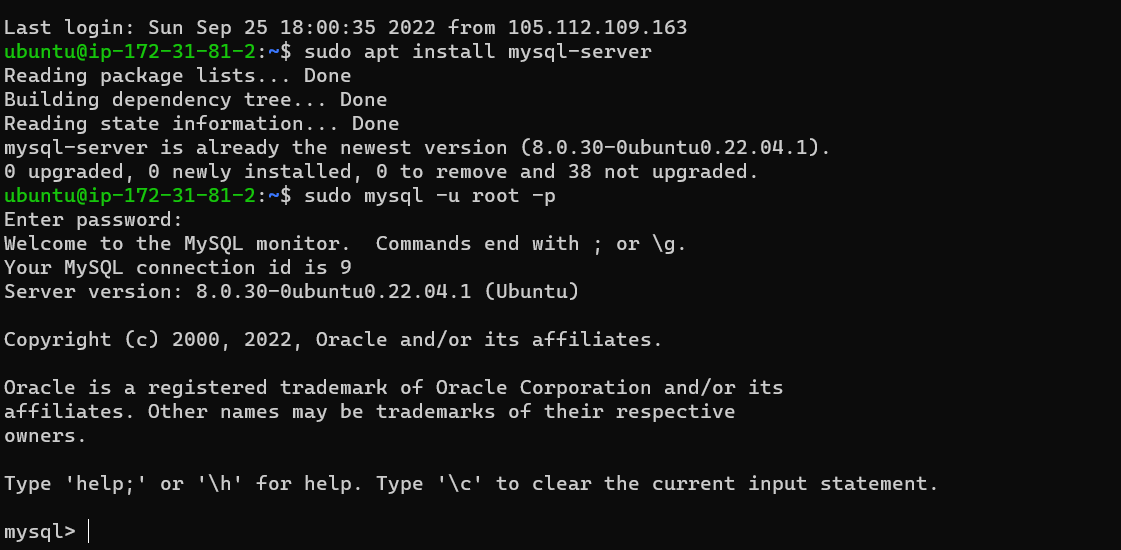 Last login: Sun Sep 25 18:00:35 2022 from 105.112.109.163
ubuntu@ip-172-31-81-2:~$ sudo apt install mysql-server
Reading package lists... Done
Building dependency tree... Done
Reading state information... Done
mysql-server is already the newest version (8.0.30-0ubuntu0.22.04.1).
0 upgraded, 0 newly installed, 0 to remove and 38 not upgraded.
ubuntu@ip-172-31-81-2:~$ sudo mysql -u root -p
Enter password:
Welcome to the MySQL monitor.  Commands end with ; or \g.
Your MySQL connection id is 9
Server version: 8.0.30-0ubuntu0.22.04.1 (Ubuntu)

Copyright (c) 2000, 2022, Oracle and/or its affiliates.

Oracle is a registered trademark of Oracle Corporation and/or its
affiliates. Other names may be trademarks of their respective
owners.

Type 'help;' or '\h' for help. Type '\c' to clear the current input statement.

mysql>